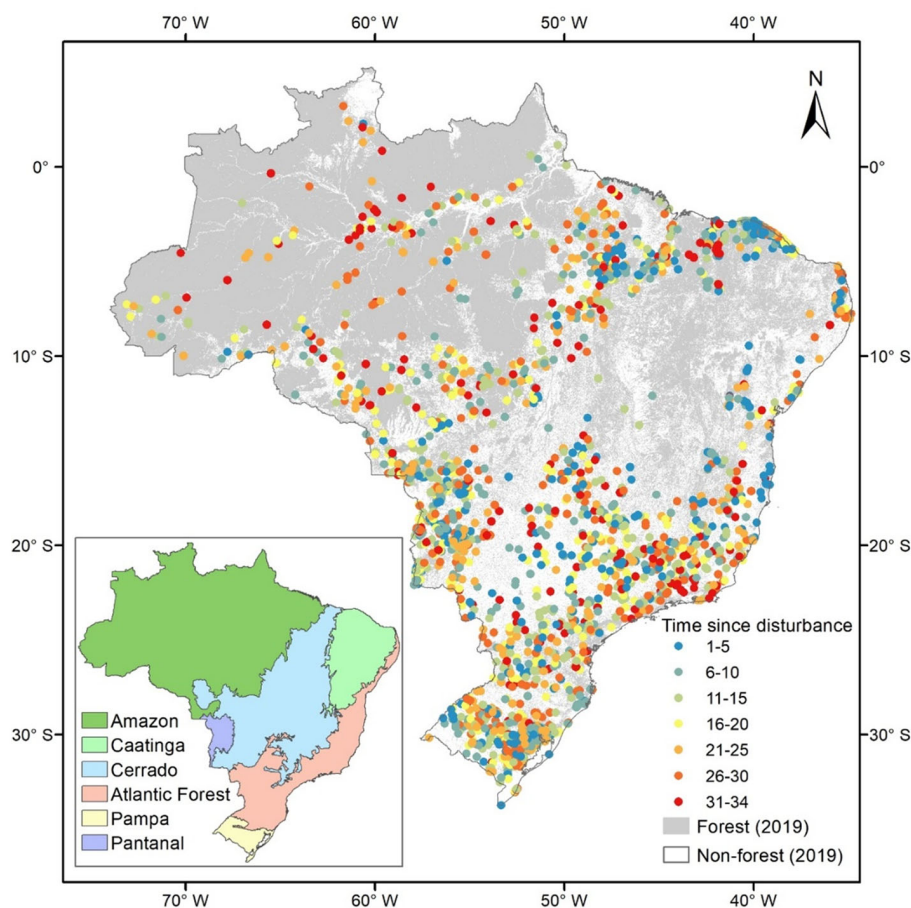 70° W 60° W 50° W 40° W
N
0°
10° S
20° S
30° S
0°
10° S
20° S
30° S
Time since disturbance
1-5
6-10
11-15
16-20
21-25
26-30
31-34
Forest (2019)
Non-forest (2019)
Amazon
Caatinga
Cerrado
Atlantic Forest
Pampa
Pantanal
70° W 60° W 50° W 40° W